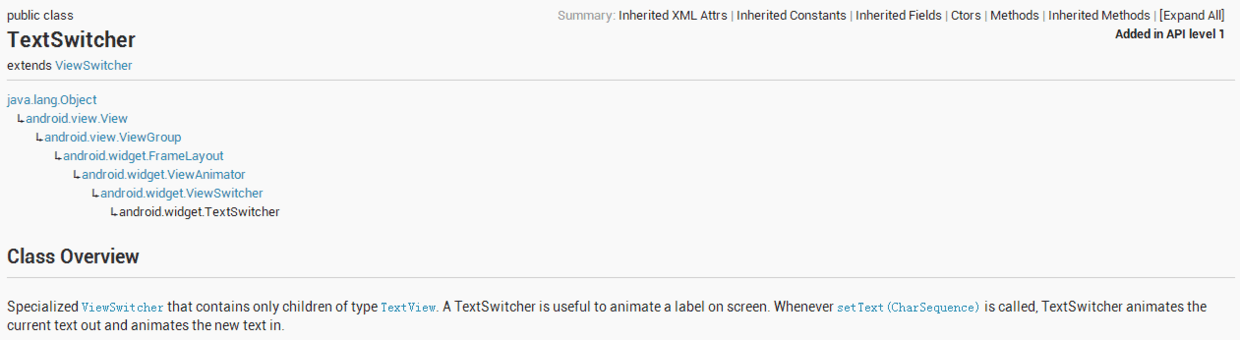 public class
Summary: Inherited XML Attrs | Inherited Constants | Inherited Fields | Ctors | Methods | Inherited Methods | [Expand All]
TextSwitcher
Added in API level 1
extends ViewSwitcher
java.lang.Object
↳android.view.View
↳android.view.ViewGroup
↳android.widget.FrameLayout
↳android.widget.ViewAnimator
↳android.widget.ViewSwitcher
↳android.widget.TextSwitcher
Class Overview
Specialized ViewSwitcher that contains only children of type TextView. A TextSwitcher is useful to animate a label on screen. Whenever setText(CharSequence) is called, TextSwitcher animates the
current text out and animates the new text in.